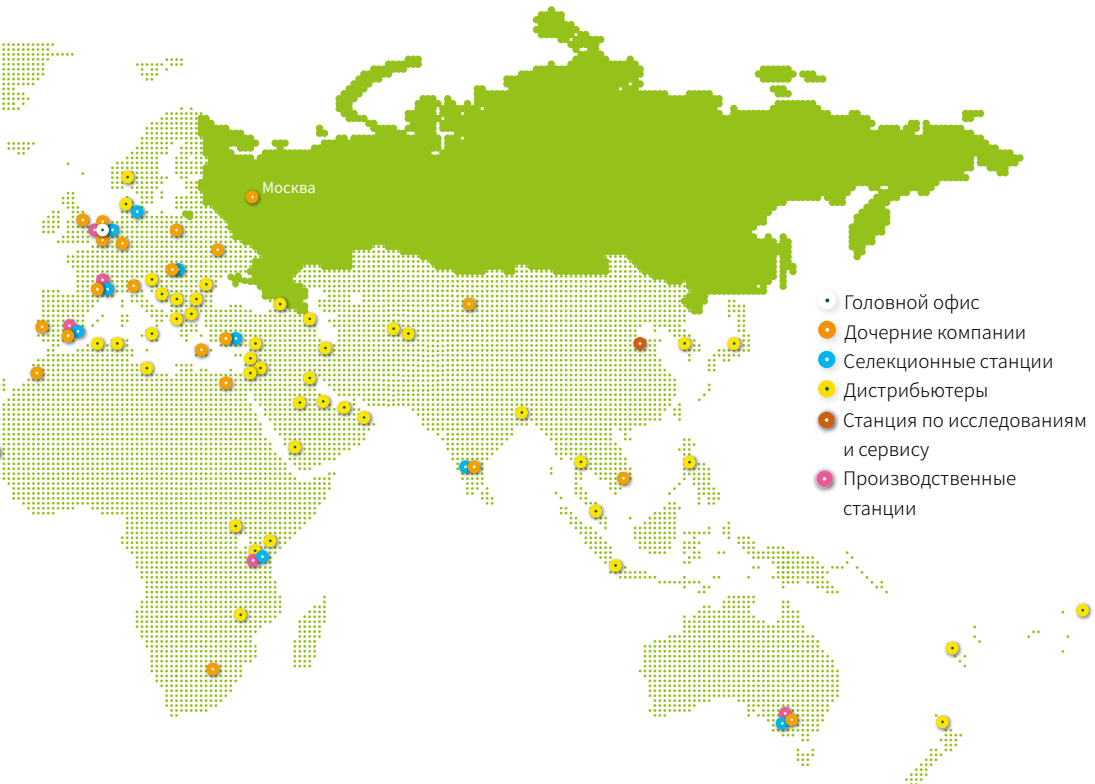 Москва
Головной офис
Дочерние компании
Селекционные станции
Дистрибьютеры
Станция по исследованиям
и сервису
Производственные
станции